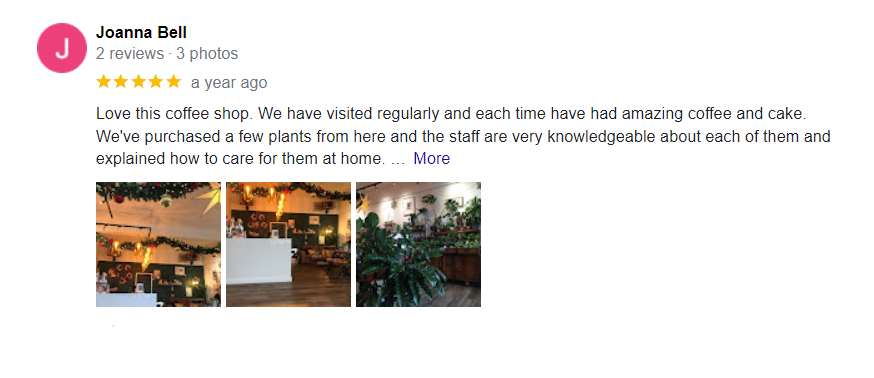 J
Joanna Bell
2 reviews · 3 photos
a year ago
Love this coffee shop. We have visited regularly and each time have had amazing coffee and cake.
We've purchased a few plants from here and the staff are very knowledgeable about each of them and
explained how to care for them at home. ... More